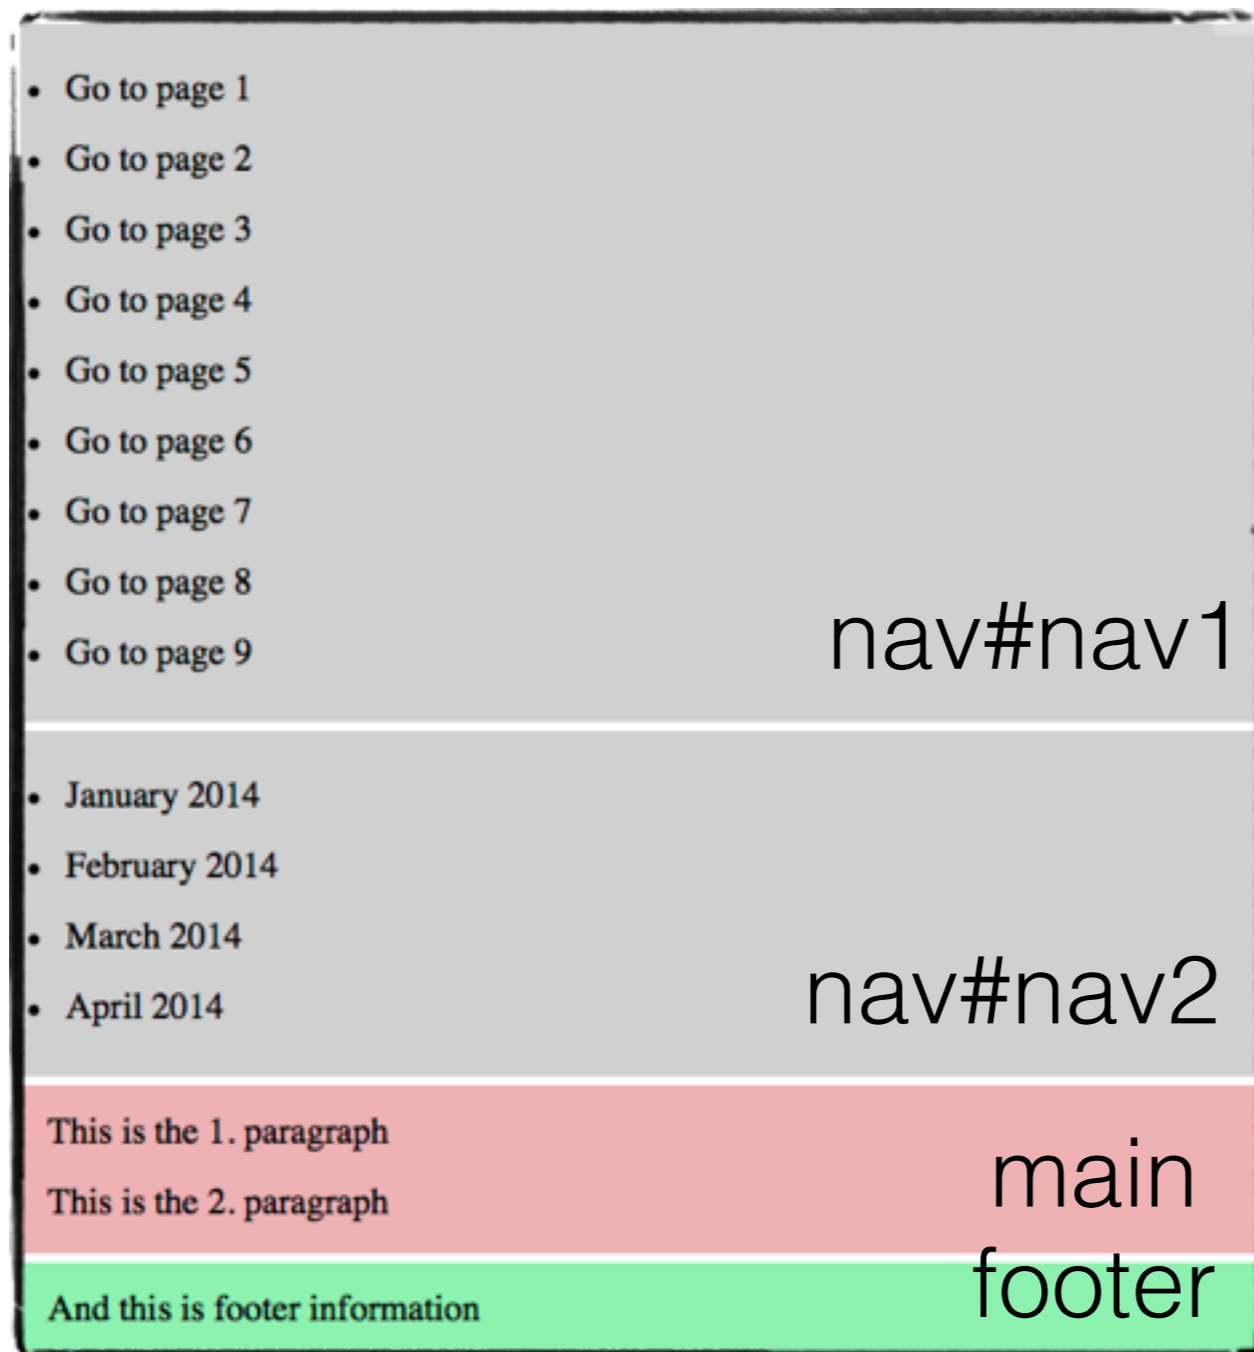 • Go to page 1
• Go to page 2
• Go to page 3
• Go to page 4
• Go to page 5
• Go to page 6
• Go to page 7
• Go to page 8
• Go to page 9
nav#nav1
• January 2014
• February 2014
• March 2014
• April 2014
nav#nav2
This is the 1. paragraph
This is the 2. paragraph
main
And this is footer information
footer